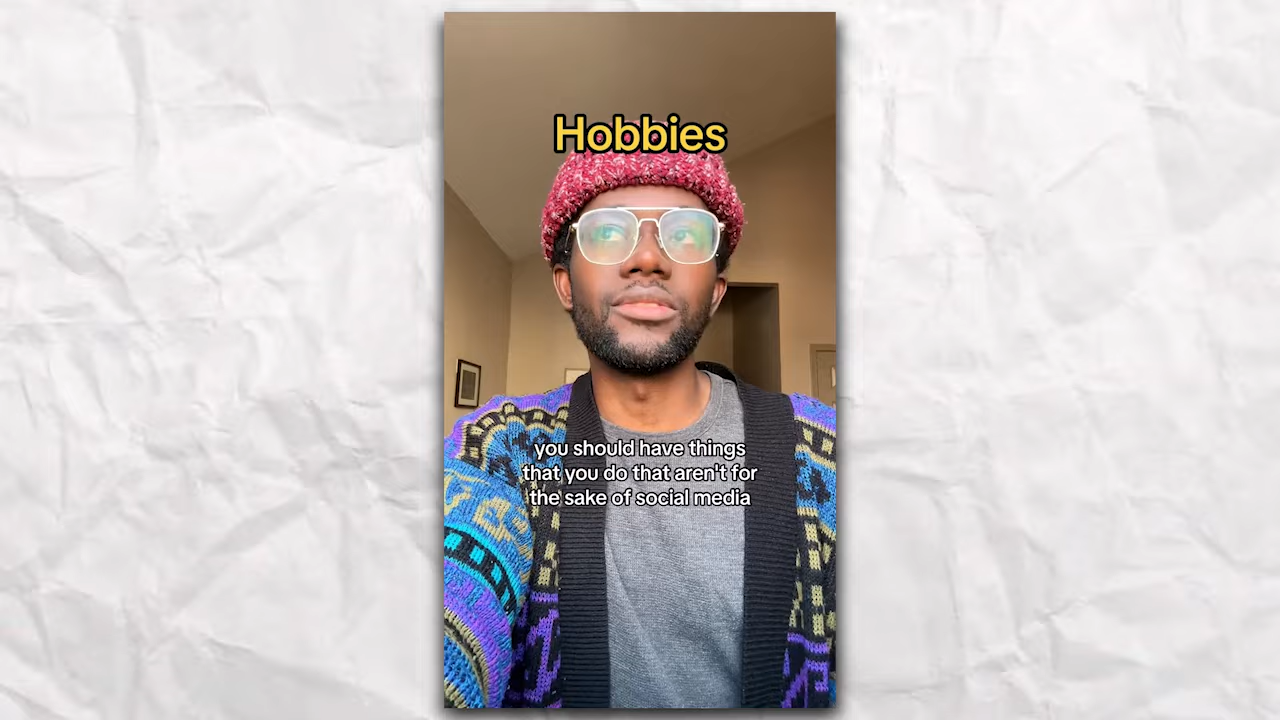 Hobbies
you should have things
that you do that aren't for
the sake of social media